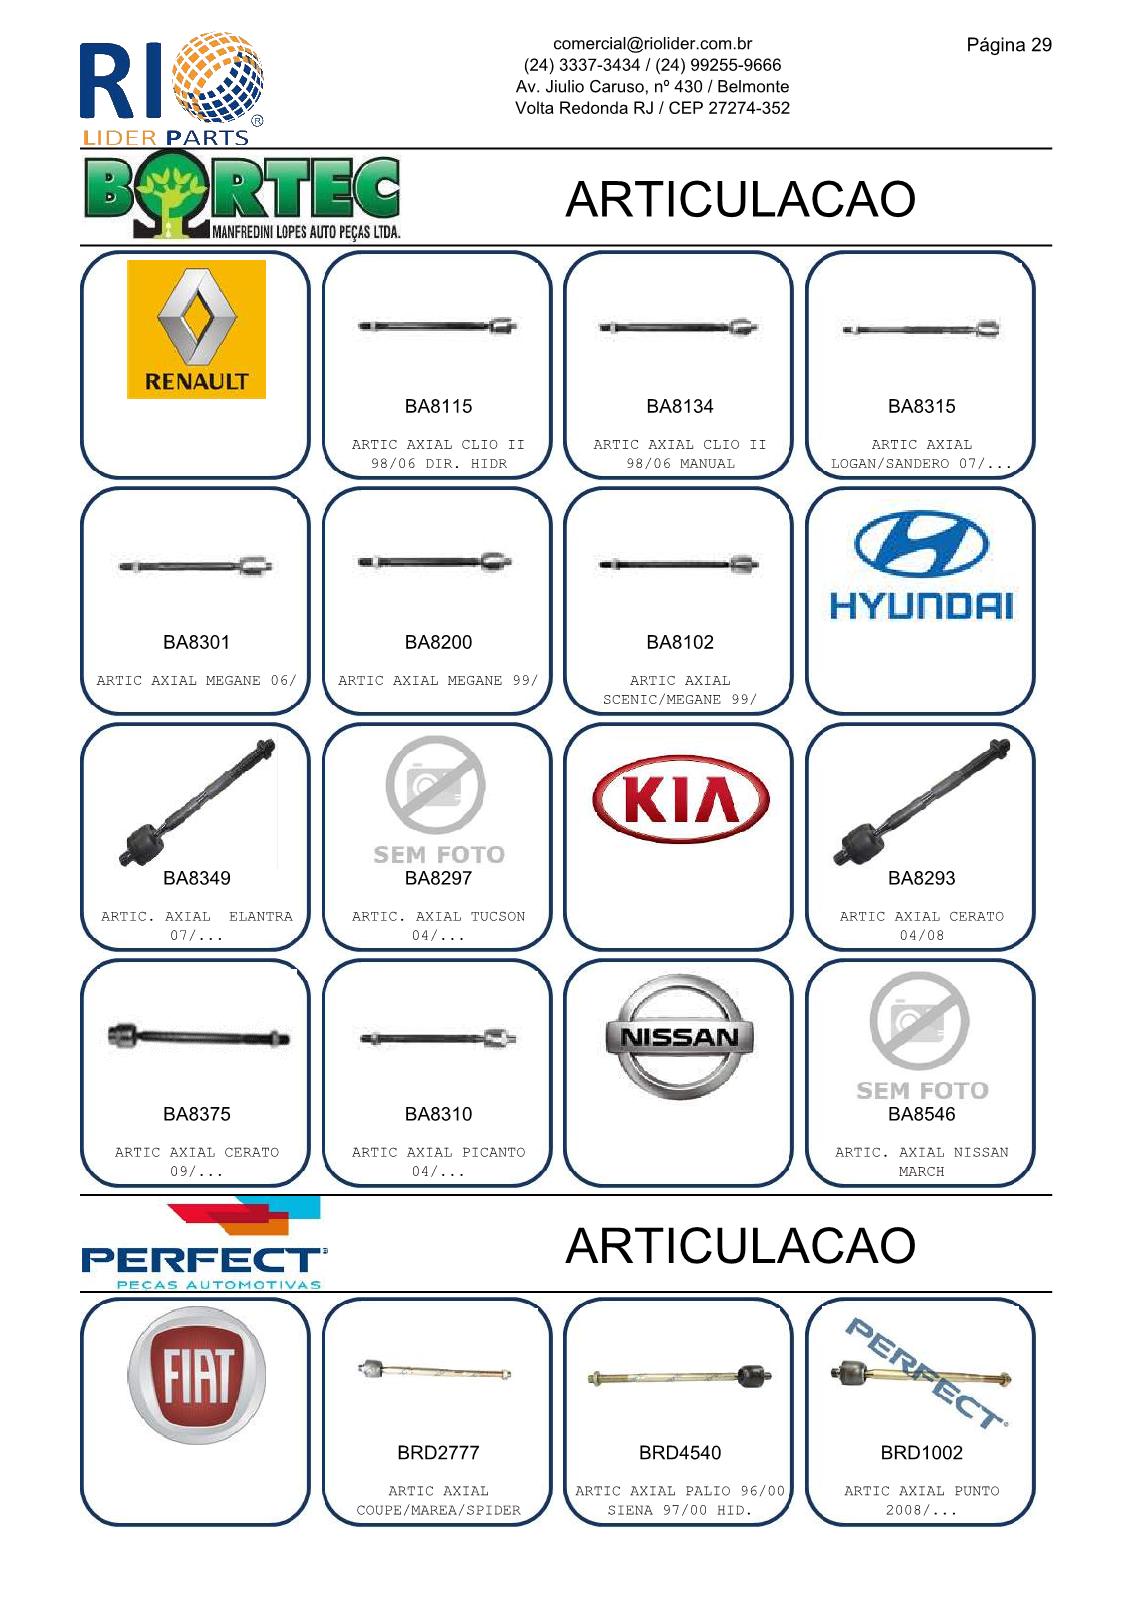 RIO
LIDER PARTS
®
comercial@riolider.com.br
(24) 3337-3434 / (24) 99255-9666
Av. Jiulio Caruso, nº 430 / Belmonte
Volta Redonda RJ / CEP 27274-352
Página 29
BORTEC
MANFREDINI LOPES AUTO PEÇAS LTDA.
ARTICULACAO
RENAULT
BA8115
ARTIC AXIAL CLIO II
98/06 DIR. HIDR
BA8134
ARTIC AXIAL CLIO II
98/06 MANUAL
BA8315
ARTIC AXIAL
LOGAN/SANDERO 07/...
BA8301
ARTIC AXIAL MEGANE 06/
BA8200
ARTIC AXIAL MEGANE 99/
BA8102
ARTIC AXIAL
SCENIC/MEGANE 99/
HYUNDAI
BA8349
ARTIC. AXIAL  ELANTRA
07/...
SEM FOTO
BA8297
ARTIC. AXIAL TUCSON
04/...
KIA
BA8293
ARTIC AXIAL CERATO
04/08
BA8375
ARTIC AXIAL CERATO
09/...
BA8310
ARTIC AXIAL PICANTO
04/...
NISSAN
SEM FOTO
BA8546
ARTIC. AXIAL NISSAN
MARCH
PERFECT
PEÇAS AUTOMOTIVAS
ARTICULACAO
FIAT
BRD2777
ARTIC AXIAL
COUPE/MAREA/SPIDER
BRD4540
ARTIC AXIAL PALIO 96/00
SIENA 97/00 HID.
PERFECT
BRD1002
ARTIC AXIAL PUNTO
2008/...